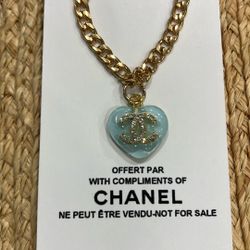 OFFERT PAR
WITH COMPLIMENTS OF
CHANEL
NE PEUT ÊTRE VENDU-NOT FOR SALE